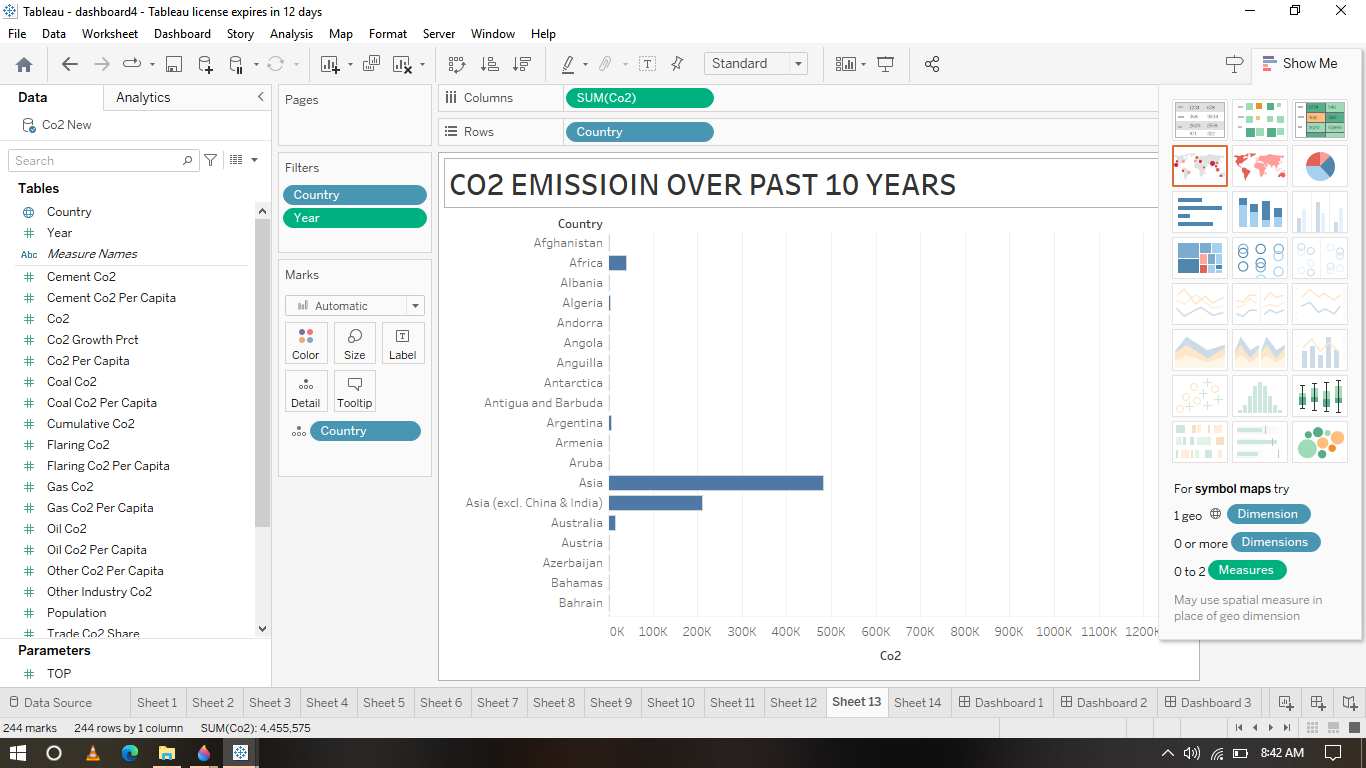 Tableau - dashboard4 - Tableau license expires in 12 days
File Data Worksheet Dashboard Story Analysis Map Format Server Window Help
Standard
Show Me
Data Analytics
Co2 New
Search
Tables
Country
Year
Abc Measure Names
Cement Co2
Cement Co2 Per Capita
Co2
Co2 Growth Prct
Co2 Per Capita
Coal Co2
Coal Co2 Per Capita
Cumulative Co2
Flaring Co2
Flaring Co2 Per Capita
Gas Co2
Gas Co2 Per Capita
Oil Co2
Oil Co2 Per Capita
Other Co2 Per Capita
Other Industry Co2
Population
Trade Co2 Share
Parameters
TOP
Pages
Filters
Country
Year
Marks
Automatic
Color Size Label
Detail Tooltip
Country
Columns SUM(Co2)
Rows Country
CO2 EMISSIOIN OVER PAST 10 YEARS
Country
Afghanistan
Africa
Albania
Algeria
Andorra
Angola
Anguilla
Antarctica
Antigua and Barbuda
Argentina
Armenia
Aruba
Asia
Asia (excl. China & India)
Australia
Austria
Azerbaijan
Bahamas
Bahrain
0K 100K 200K 300K 400K 500K 600K 700K 800K 900K 1000K 1100K 1200K
Co2
For symbol maps try
1 geo Dimension
0 or more Dimensions
0 to 2 Measures
May use spatial measure in
place of geo dimension
Data Source Sheet 1 Sheet 2 Sheet 3 Sheet 4 Sheet 5 Sheet 6 Sheet 7 Sheet 8 Sheet 9 Sheet 10 Sheet 11 Sheet 12 Sheet 13 Sheet 14 Dashboard 1 Dashboard 2 Dashboard 3
244 marks 244 rows by 1 column SUM(Co2): 4,455,575
8:42 AM